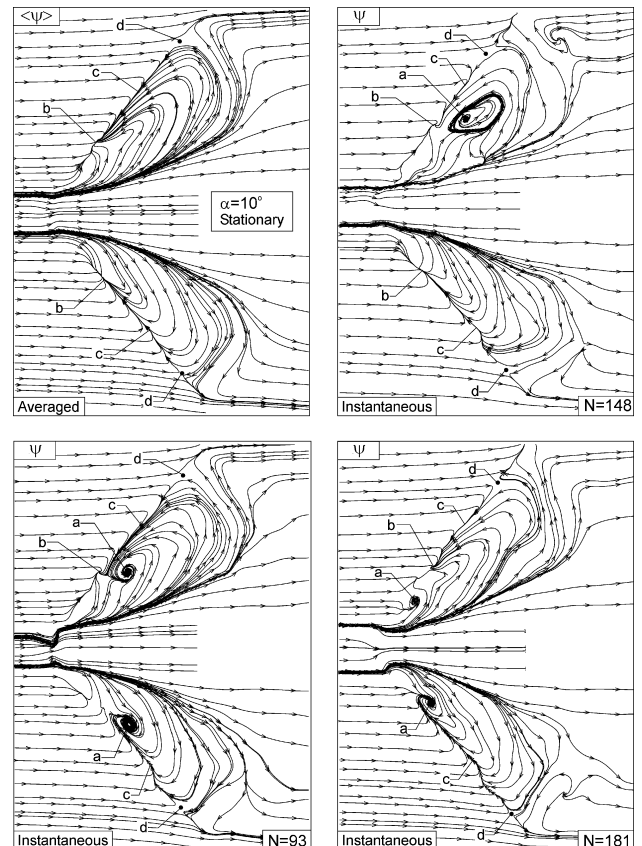 <Ψ>
d
c
b
α=10°
Stationary
b
c
d
Averaged
Ψ
d
c
a
b
b
c
d
Instantaneous
N=148
Ψ
d
c
a
b
a
c
d
Instantaneous
N=93
Ψ
d
c
b
a
a
c
d
Instantaneous
N=181